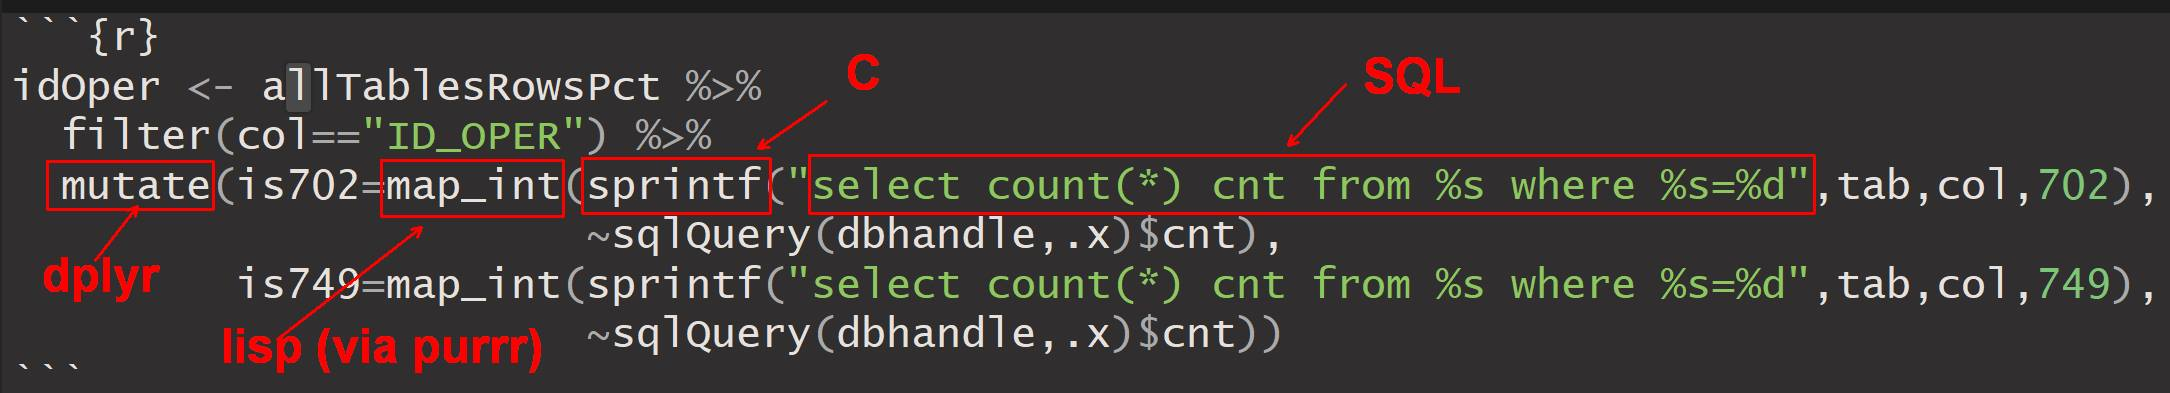 ```{r}
idOper <- allTablesRowsPct %>%
C
SQL
filter(col=="ID_OPER") %>%
mutate(is702=map_int(sprintf("select count(*) cnt from %s where %s=%d",tab,col,702),
~sqlQuery(dbhandle,.x)$cnt),
dplyr
is749=map_int(sprintf("select count(*) cnt from %s where %s=%d",tab,col,749),
lisp (via purrr)
~sqlQuery(dbhandle,.x)$cnt))
```